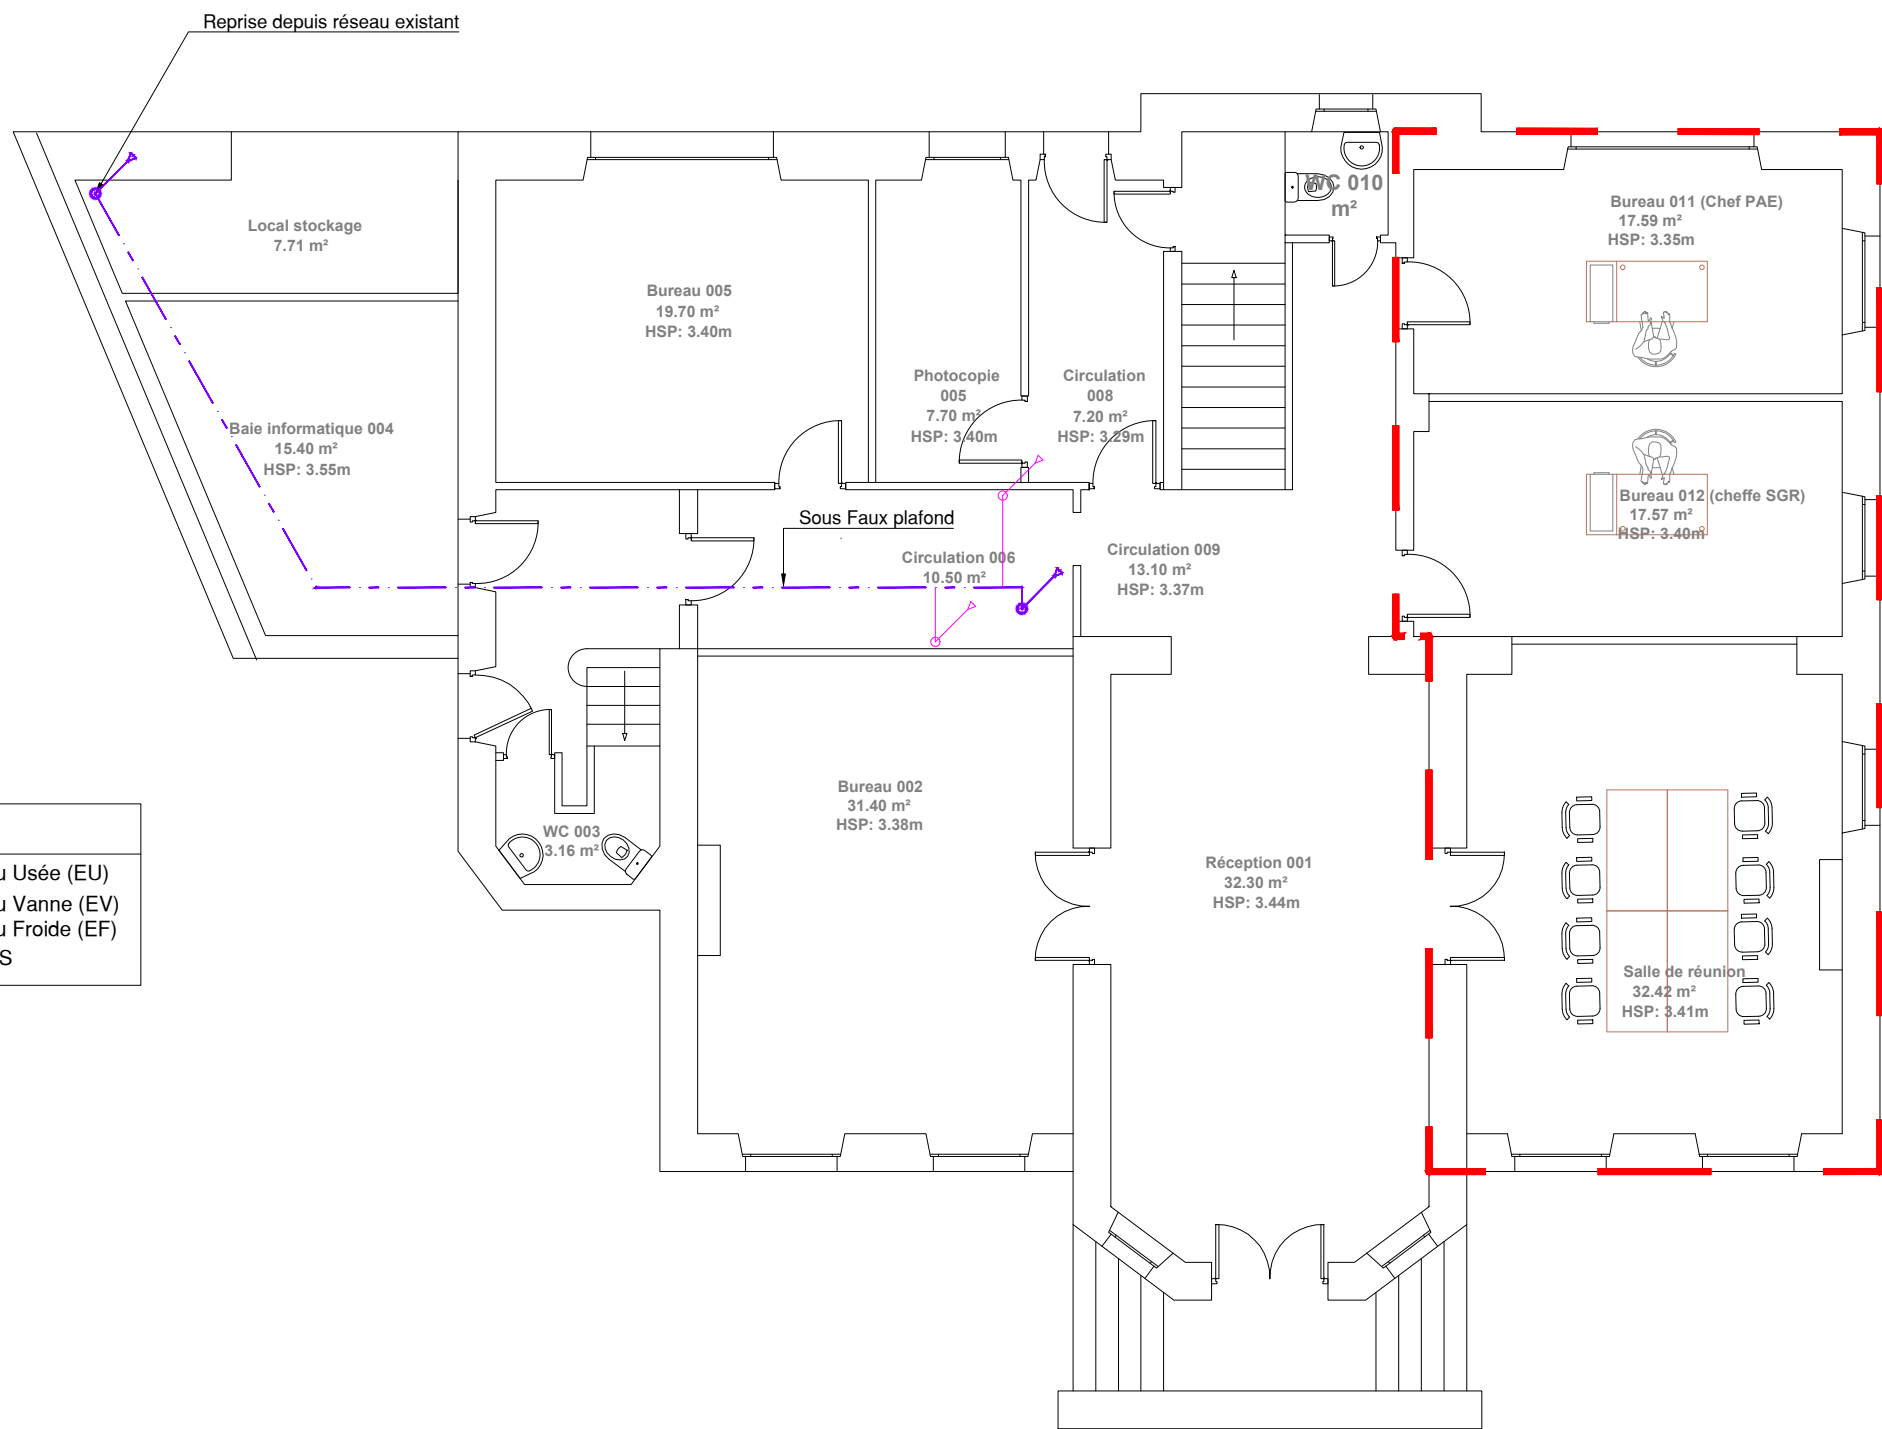 Reprise depuis réseau existant
WC 010
m²
Bureau 011 (Chef PAE)
17.59 m²
HSP: 3.35m
Local stockage
7.71 m²
Bureau 005
19.70 m²
HSP: 3.40m
Photocopie
005
7.70 m²
HSP: 3.40m
Circulation
008
7.20 m²
HSP: 3.29m
Baie informatique 004
15.40 m²
HSP: 3.55m
Bureau 012 (cheffe SGR)
17.57 m²
HSP: 3.40m
Sous Faux plafond
Circulation 006
10.50 m²
Circulation 009
13.10 m²
HSP: 3.37m
Bureau 002
31.40 m²
HSP: 3.38m
WC 003
3.16 m²
Réception 001
32.30 m²
HSP: 3.44m
u Usée (EU)
u Vanne (EV)
u Froide (EF)
S
Salle de réunion
32.42 m²
HSP: 3.41m